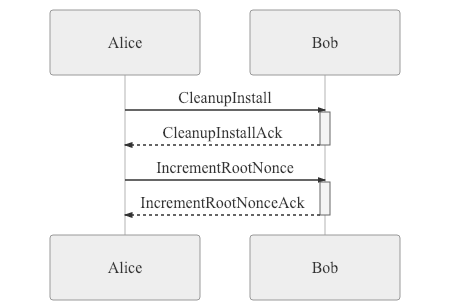 Alice
Bob
CleanupInstall
CleanupInstallAck
IncrementRootNonce
IncrementRootNonceAck
Alice
Bob